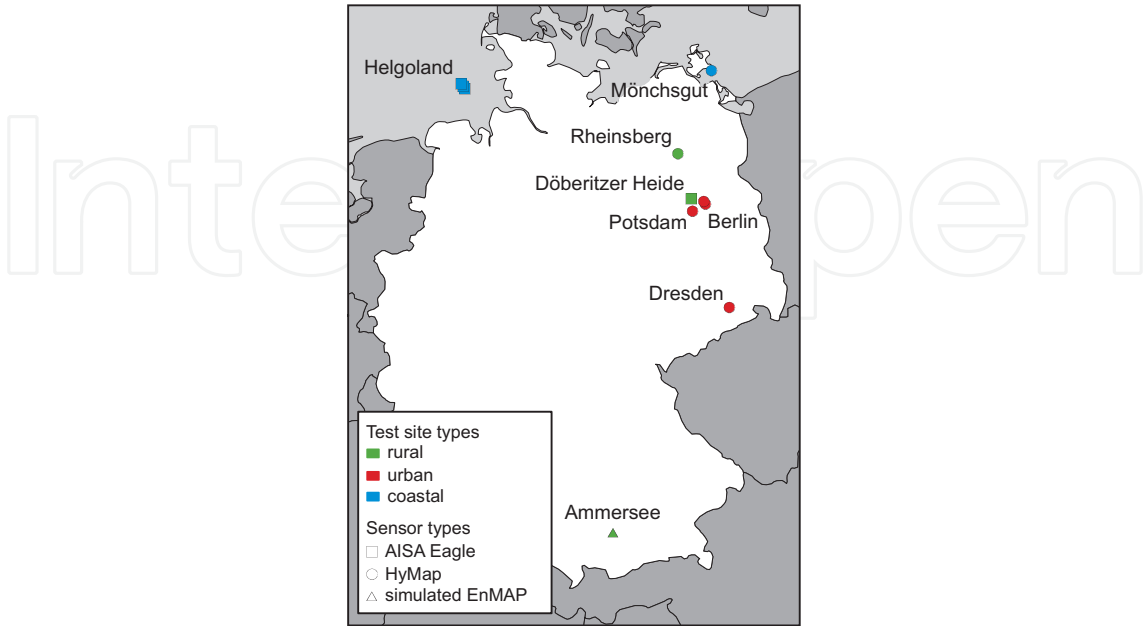 Helgoland
Mönchsgut
Rheinsberg
Döberitzer Heide
Potsdam
Berlin
Dresden
Ammersee
Test site types
rural
urban
coastal
Sensor types
AISA Eagle
HyMap
simulated EnMAP